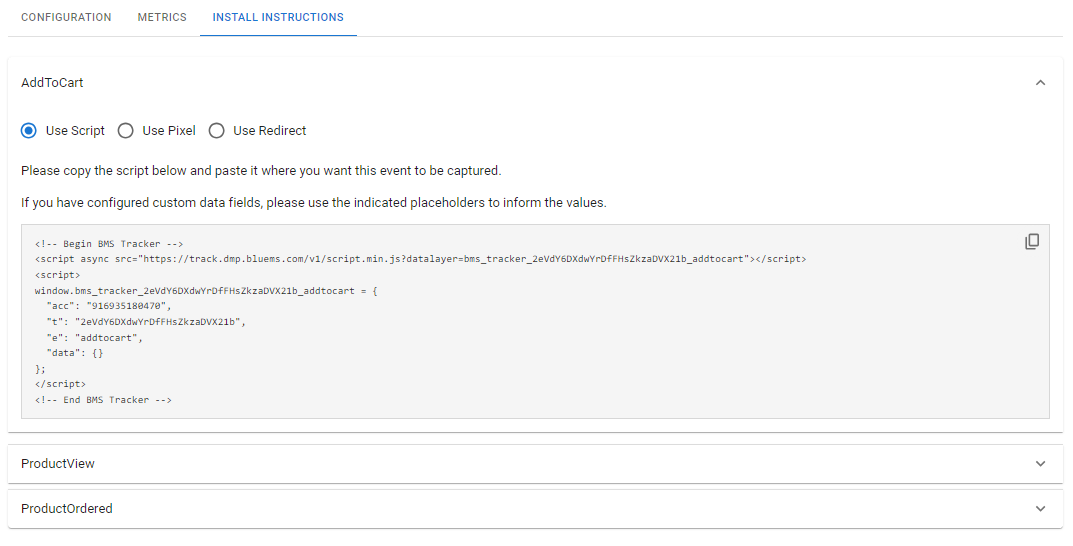 CONFIGURATION METRICS INSTALL INSTRUCTIONS
AddToCart
Use Script Use Pixel Use Redirect
Please copy the script below and paste it where you want this event to be captured.
If you have configured custom data fields, please use the indicated placeholders to inform the values.
<!-- Begin BMS Tracker -->
<script async src="https://track.dmp.bluems.com/v1/script.min.js?datalayer=bms_tracker_2eVdY6DXdwYrDfFHsZkzaDVX21b_addtocart"></script>
<script>
window.bms_tracker_2eVdY6DXdwYrDfFHsZkzaDVX21b_addtocart = {
"acc": "916935180470",
"t": "2eVdY6DXdwYrDfFHsZkzaDVX21b",
"e": "addtocart",
"data": {}
};
</script>
<!-- End BMS Tracker -->
ProductView
ProductOrdered